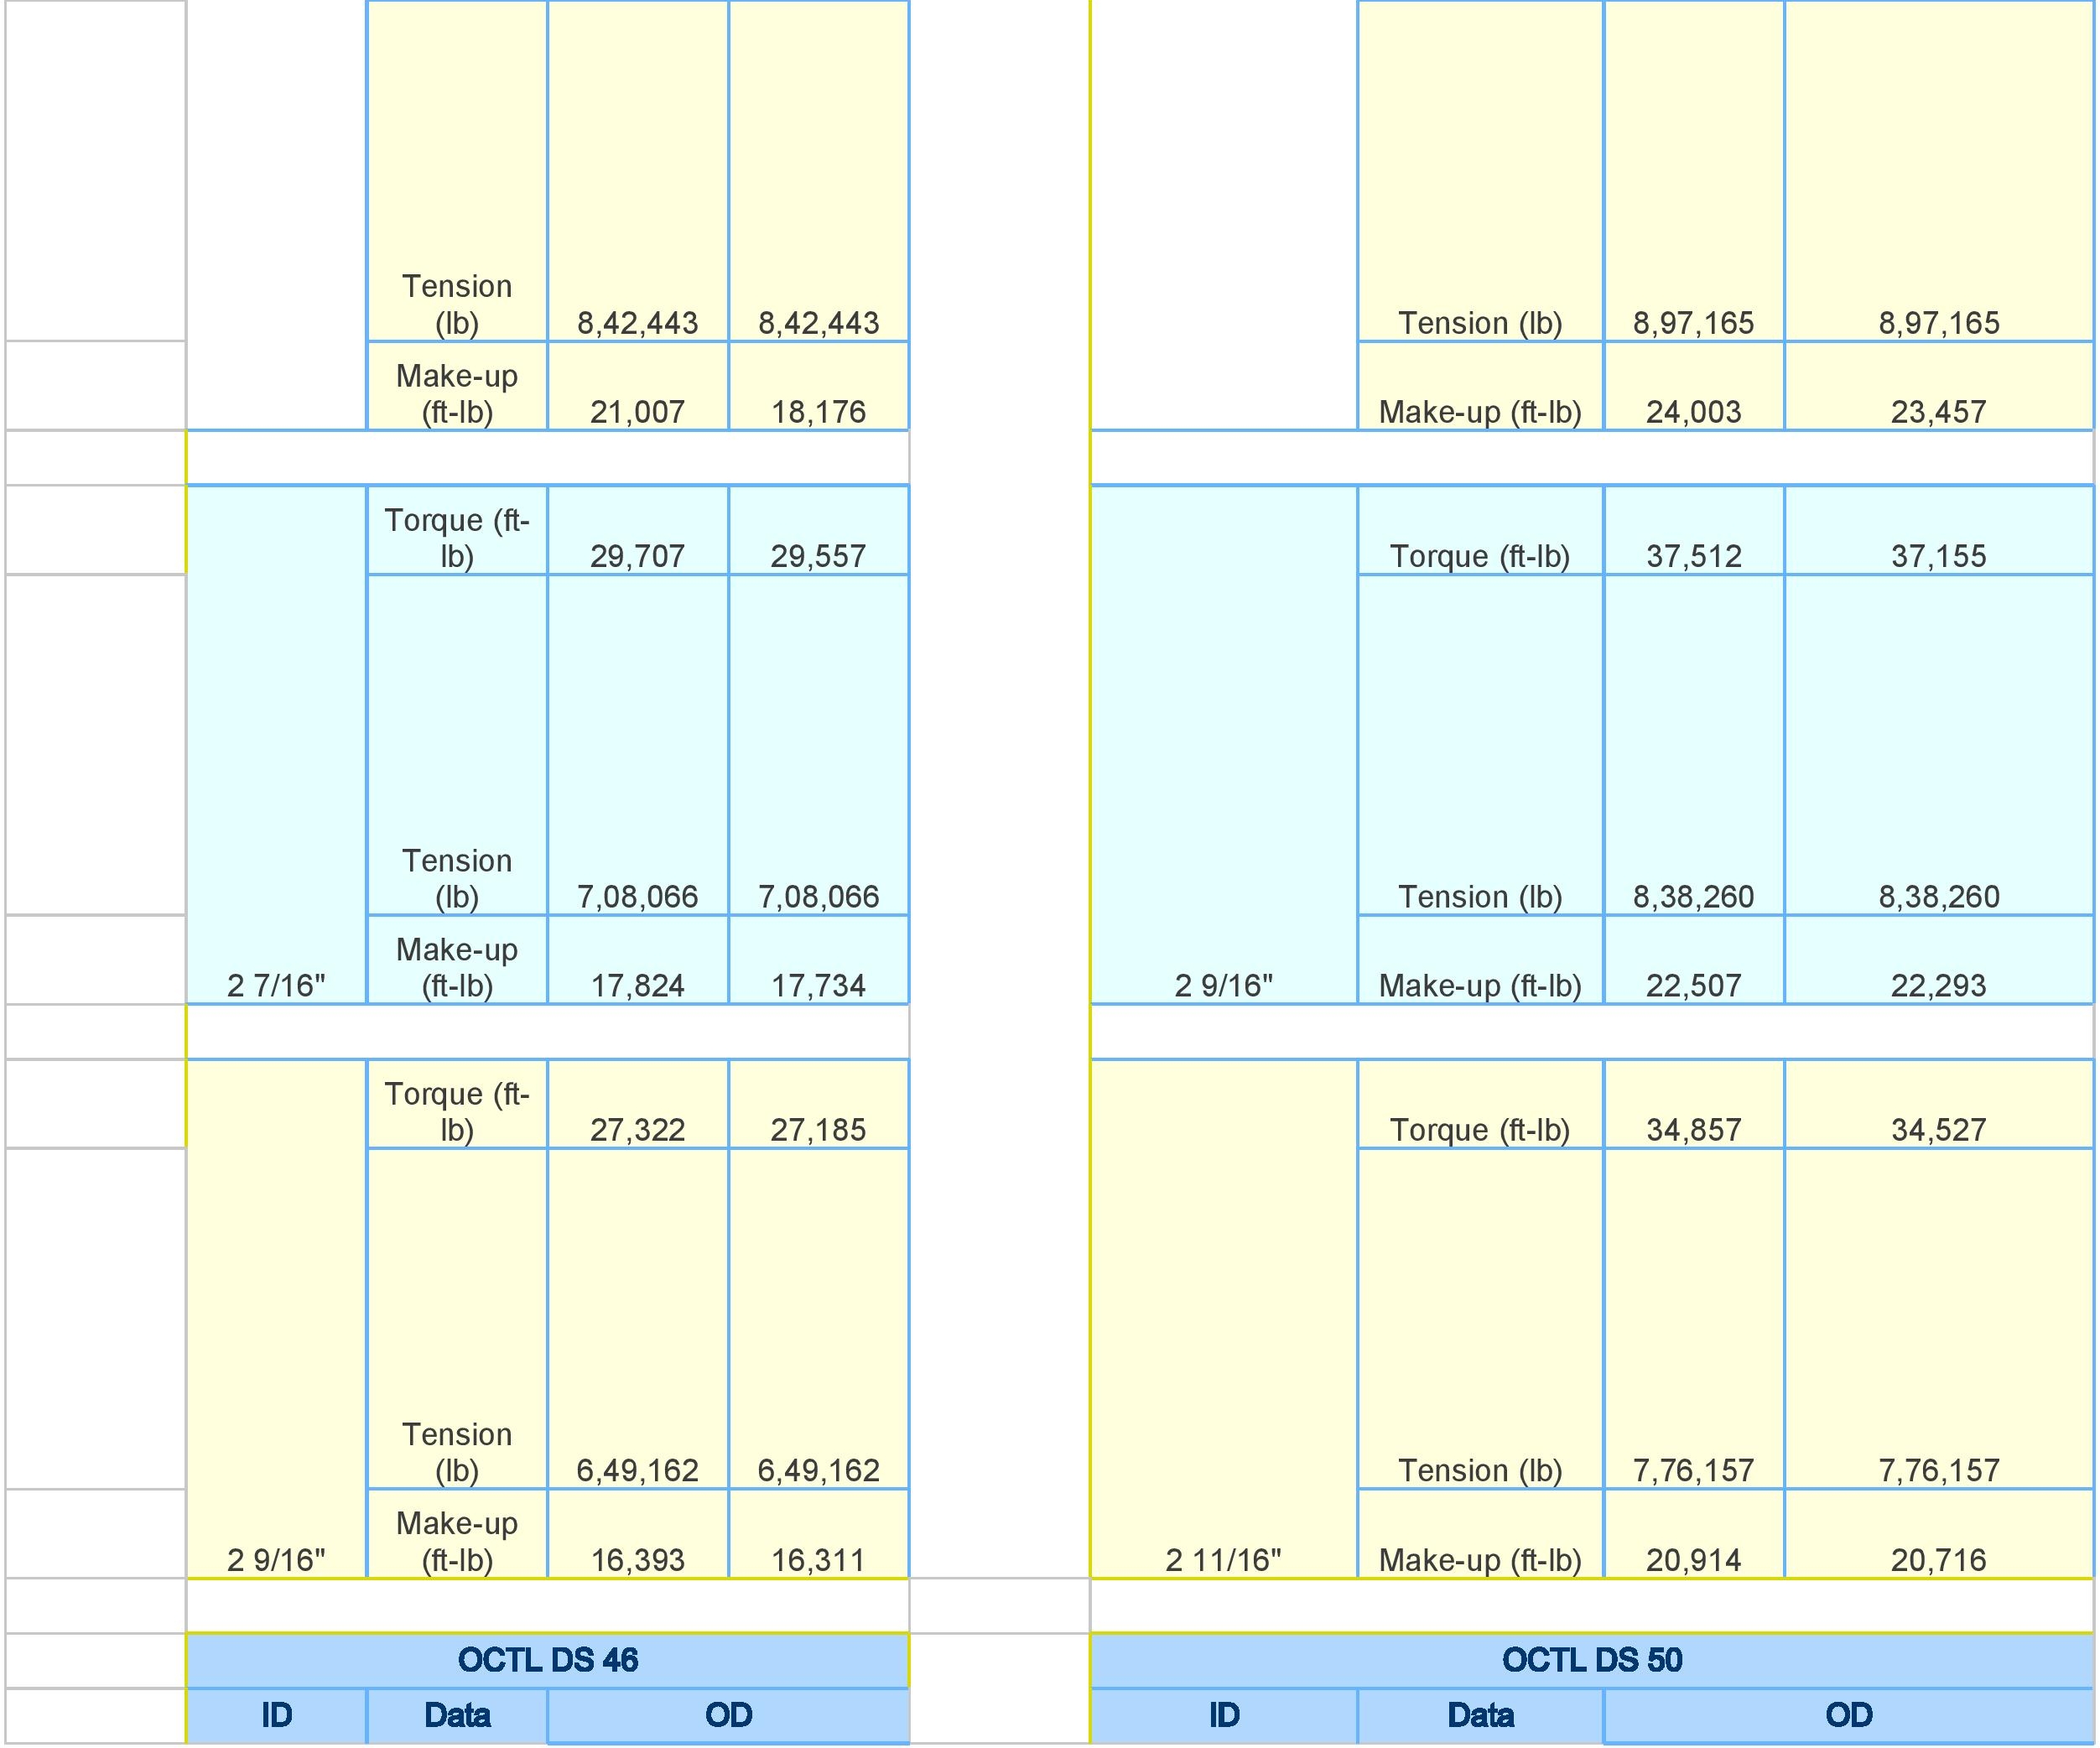 Tension
(lb) 8,42,443 8,42,443 Tension (lb) 8,97,165 8,97,165
Make-up
(ft-lb) 21,007 18,176 Make-up (ft-lb) 24,003 23,457
Torque (ft-
lb) 29,707 29,557 Torque (ft-lb) 37,512 37,155
Tension
(lb) 7,08,066 7,08,066 Tension (lb) 8,38,260 8,38,260
Make-up
2 7/16" (ft-lb) 17,824 17,734 2 9/16" Make-up (ft-lb) 22,507 22,293
Torque (ft-
lb) 27,322 27,185 Torque (ft-lb) 34,857 34,527
Tension
(lb) 6,49,162 6,49,162 Tension (lb) 7,76,157 7,76,157
Make-up
2 9/16" (ft-lb) 16,393 16,311 2 11/16" Make-up (ft-lb) 20,914 20,716
OCTL DS 46 OCTL DS 50
ID Data OD ID Data OD